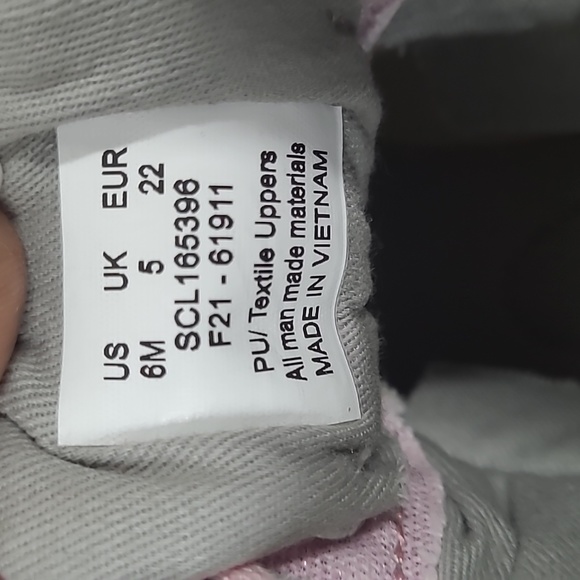 US UK EUR
6M 5 22
SCL165396
F21 - 61911
PU/ Textile Uppers
All man made materials
MADE IN VIETNAM